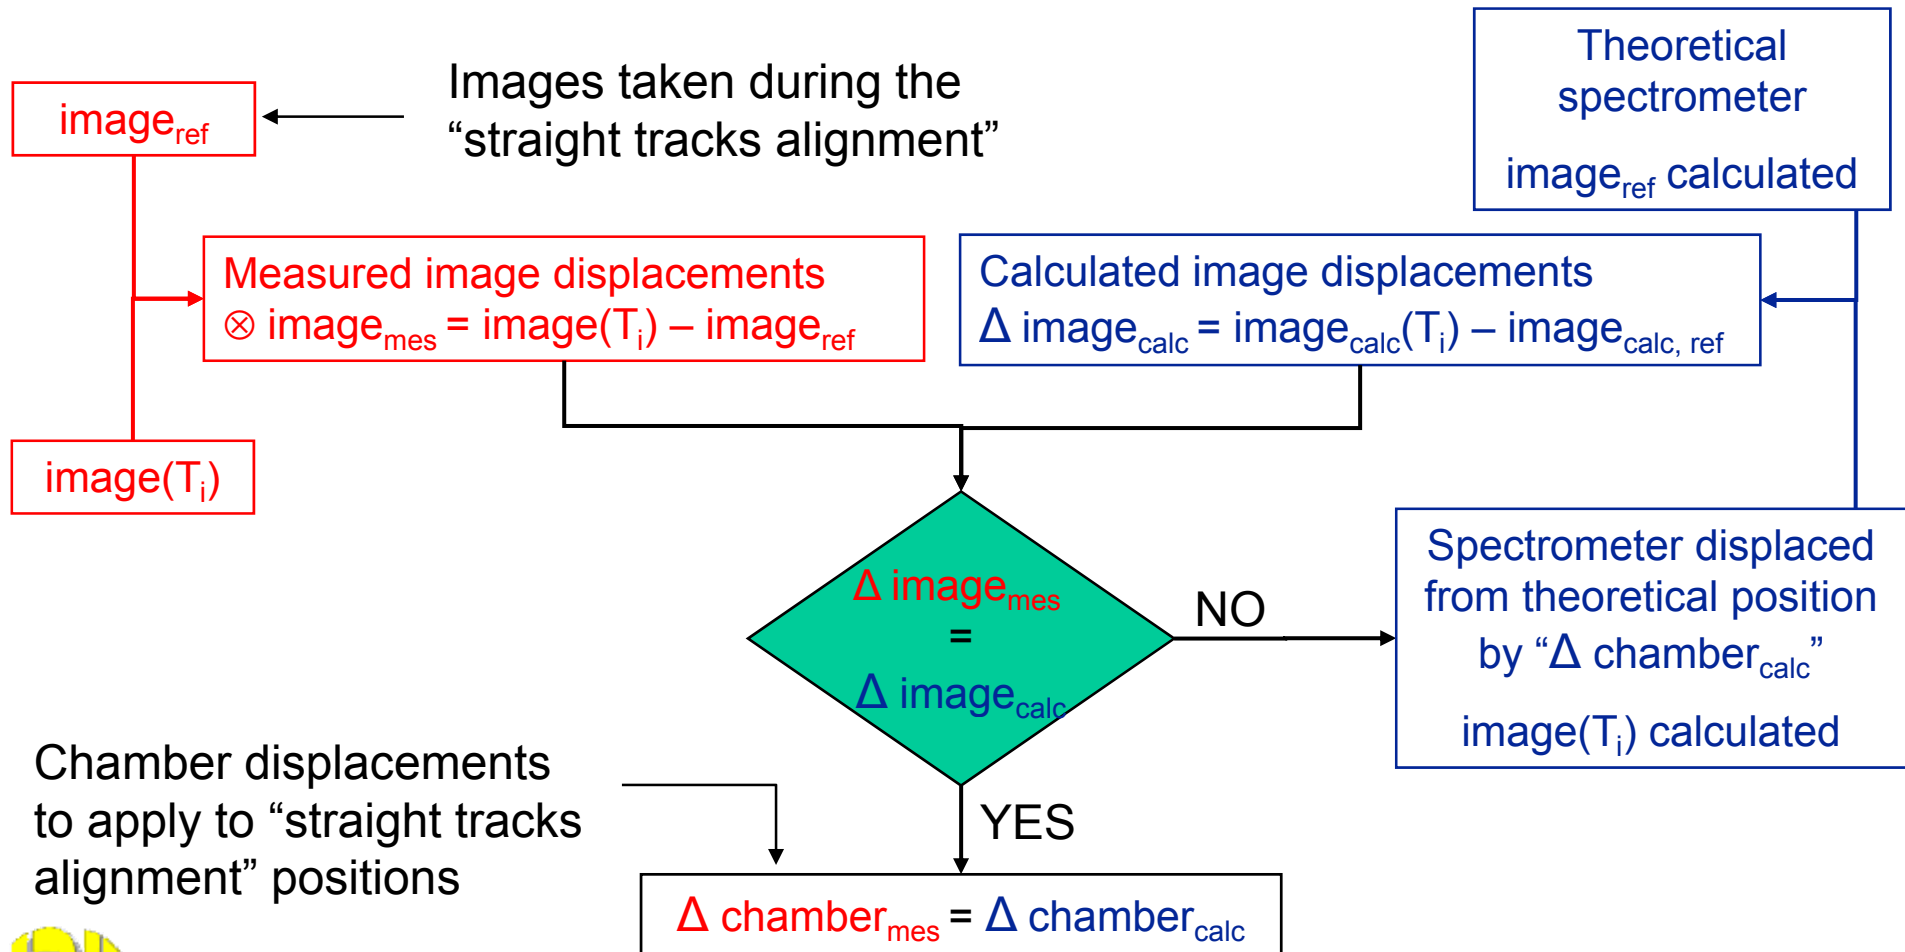 image_ref
Images taken during the
“straight tracks alignment”
Theoretical
spectrometer
image_ref calculated
Measured image displacements
⊗ image_mes = image(T_i) – image_ref
Calculated image displacements
Δ image_calc = image_calc(T_i) – image_calc, ref
image(T_i)
Δ image_mes
=
Δ image_calc
NO
Spectrometer displaced
from theoretical position
by “Δ chamber_calc”
image(T_i) calculated
Chamber displacements
to apply to “straight tracks
alignment” positions
YES
Δ chamber_mes = Δ chamber_calc